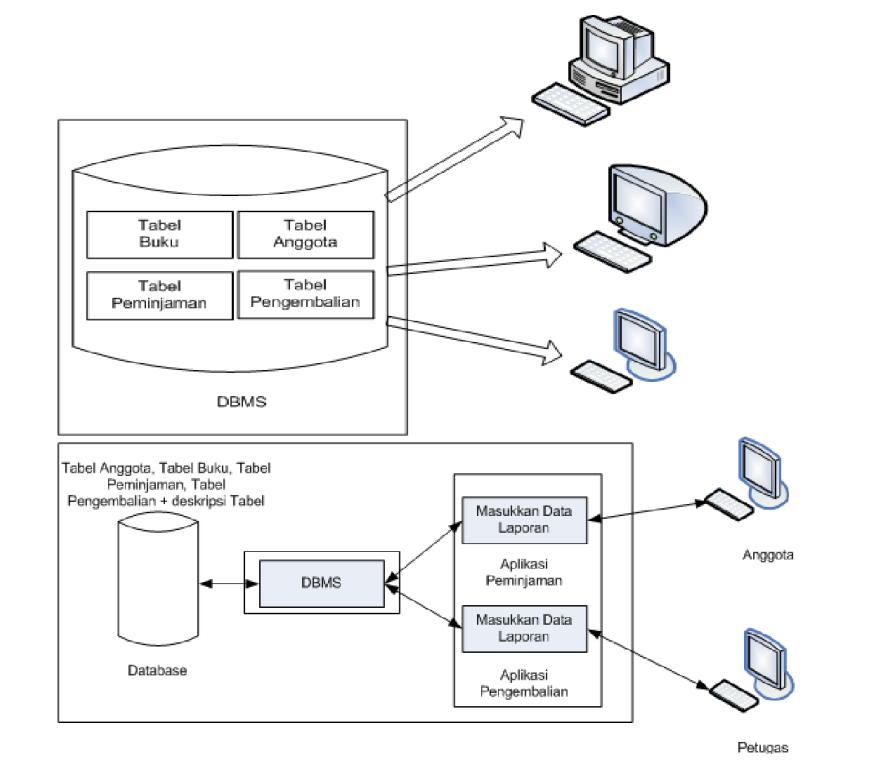 Tabel
Buku
Tabel
Anggota
Tabel
Peminjaman
Tabel
Pengembalian
DBMS
Tabel Anggota, Tabel Buku, Tabel
Peminjaman, Tabel
Pengembalian + deskripsi Tabel
Database
DBMS
Masukkan Data
Laporan
Aplikasi
Peminjaman
Masukkan Data
Laporan
Aplikasi
Pengembalian
Anggota
Petugas